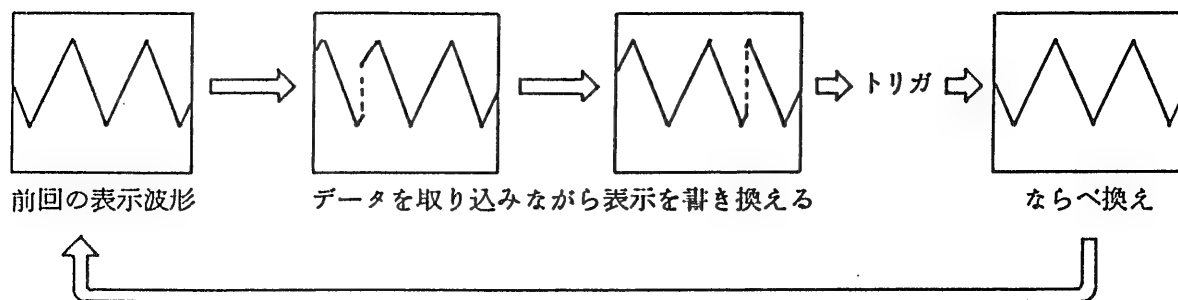 トリガ
前回の表示波形
データを取り込みながら表示を書き換える
ならべ換え